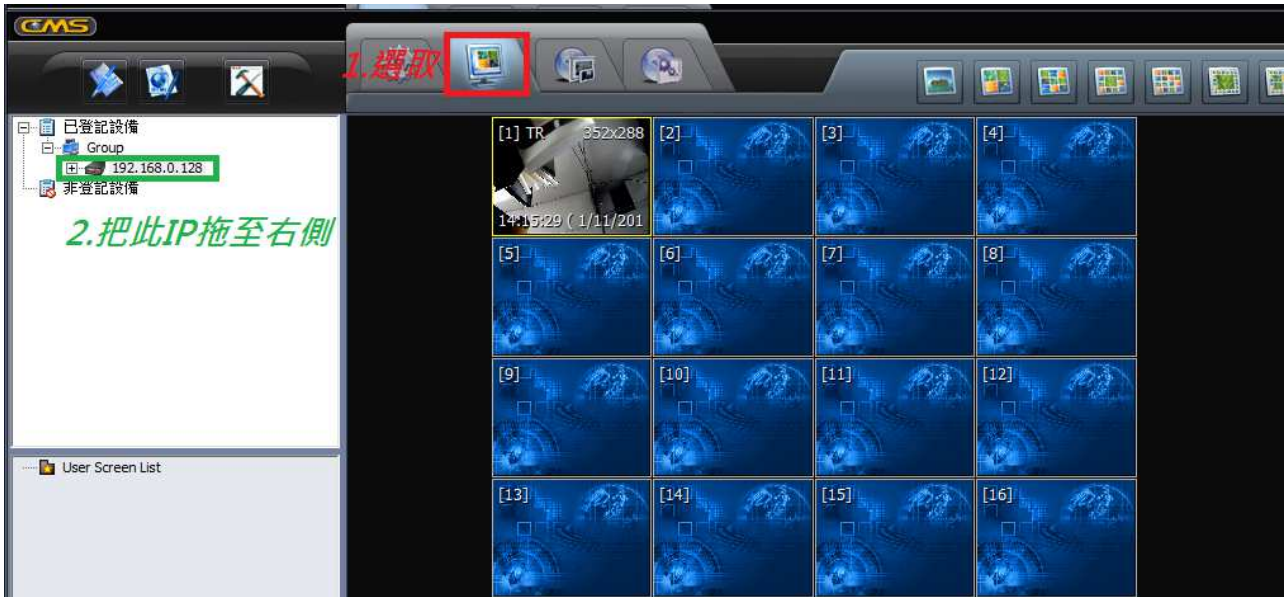 CMS
1.選取
已登記設備
Group
192.168.0.128
非登記設備
2.把此IP拖至右側
User Screen List
[1] TR 352x288
14:15:29 ( 1/11/201
[2]
[3]
[4]
[5]
[6]
[7]
[8]
[9]
[10]
[11]
[12]
[13]
[14]
[15]
[16]